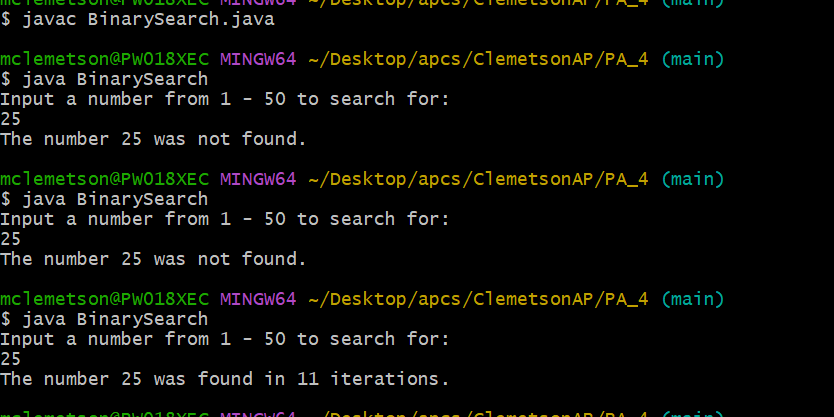 mclemetson@PW018XEC MINGW64 ~/Desktop/apcs/ClemetsonAP/PA_4 (main)
$ javac BinarySearch.java
mclemetson@PW018XEC MINGW64 ~/Desktop/apcs/ClemetsonAP/PA_4 (main)
$ java BinarySearch
Input a number from 1 - 50 to search for:
25
The number 25 was not found.
mclemetson@PW018XEC MINGW64 ~/Desktop/apcs/ClemetsonAP/PA_4 (main)
$ java BinarySearch
Input a number from 1 - 50 to search for:
25
The number 25 was not found.
mclemetson@PW018XEC MINGW64 ~/Desktop/apcs/ClemetsonAP/PA_4 (main)
$ java BinarySearch
Input a number from 1 - 50 to search for:
25
The number 25 was found in 11 iterations.